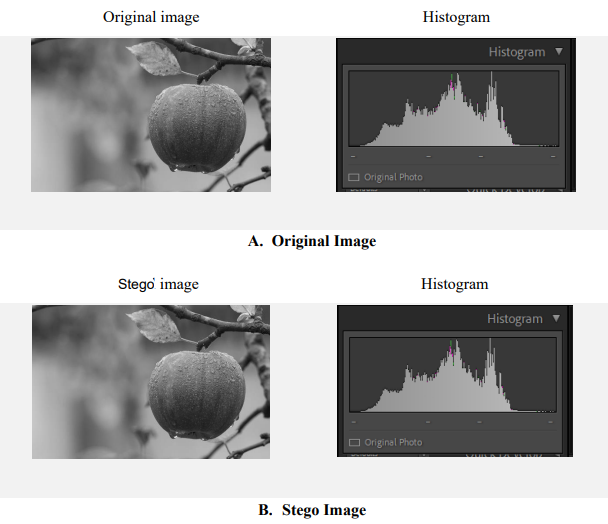 Original image
Histogram
Histogram
Original Photo
A. Original Image
Stego' image
Histogram
Histogram
Original Photo
B. Stego Image